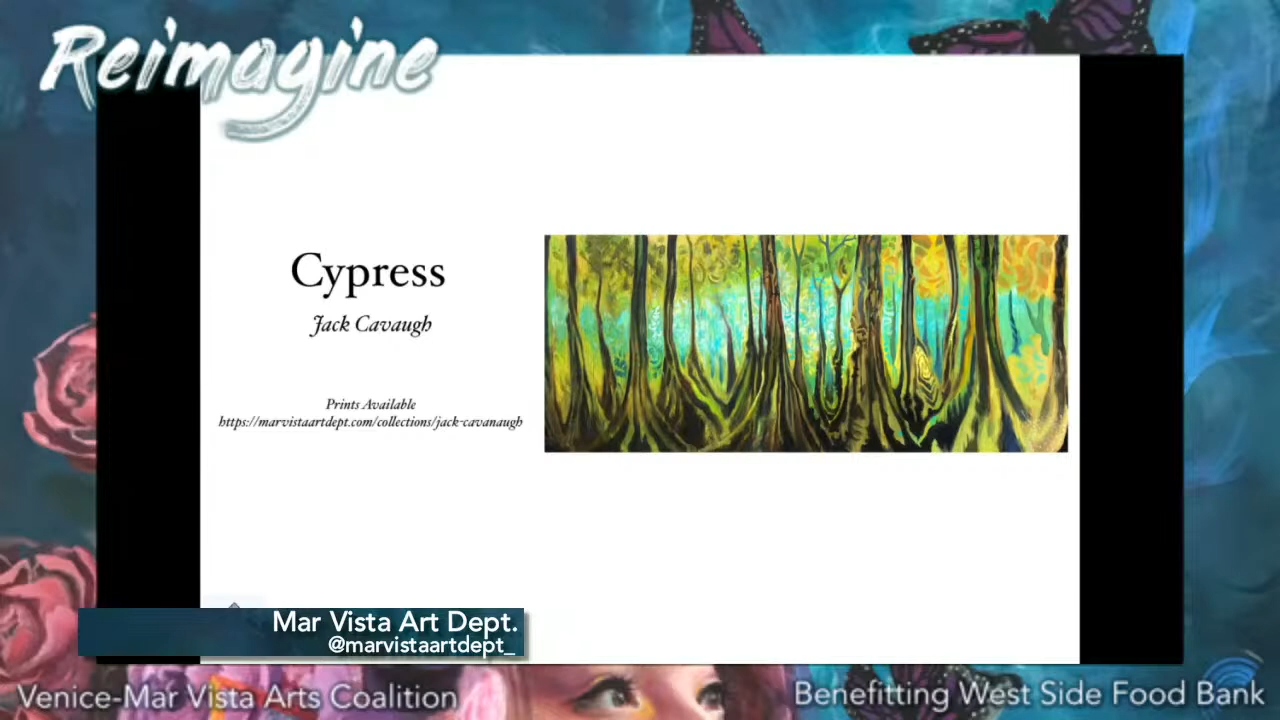 Reimagine
Cypress
Jack Cavaugh
Prints Available
https://marvistaartdept.com/collections/jack-cavanaugh
Mar Vista Art Dept.
@marvistaartdept_
Venice-Mar Vista Arts Coalition
Benefitting West Side Food Bank